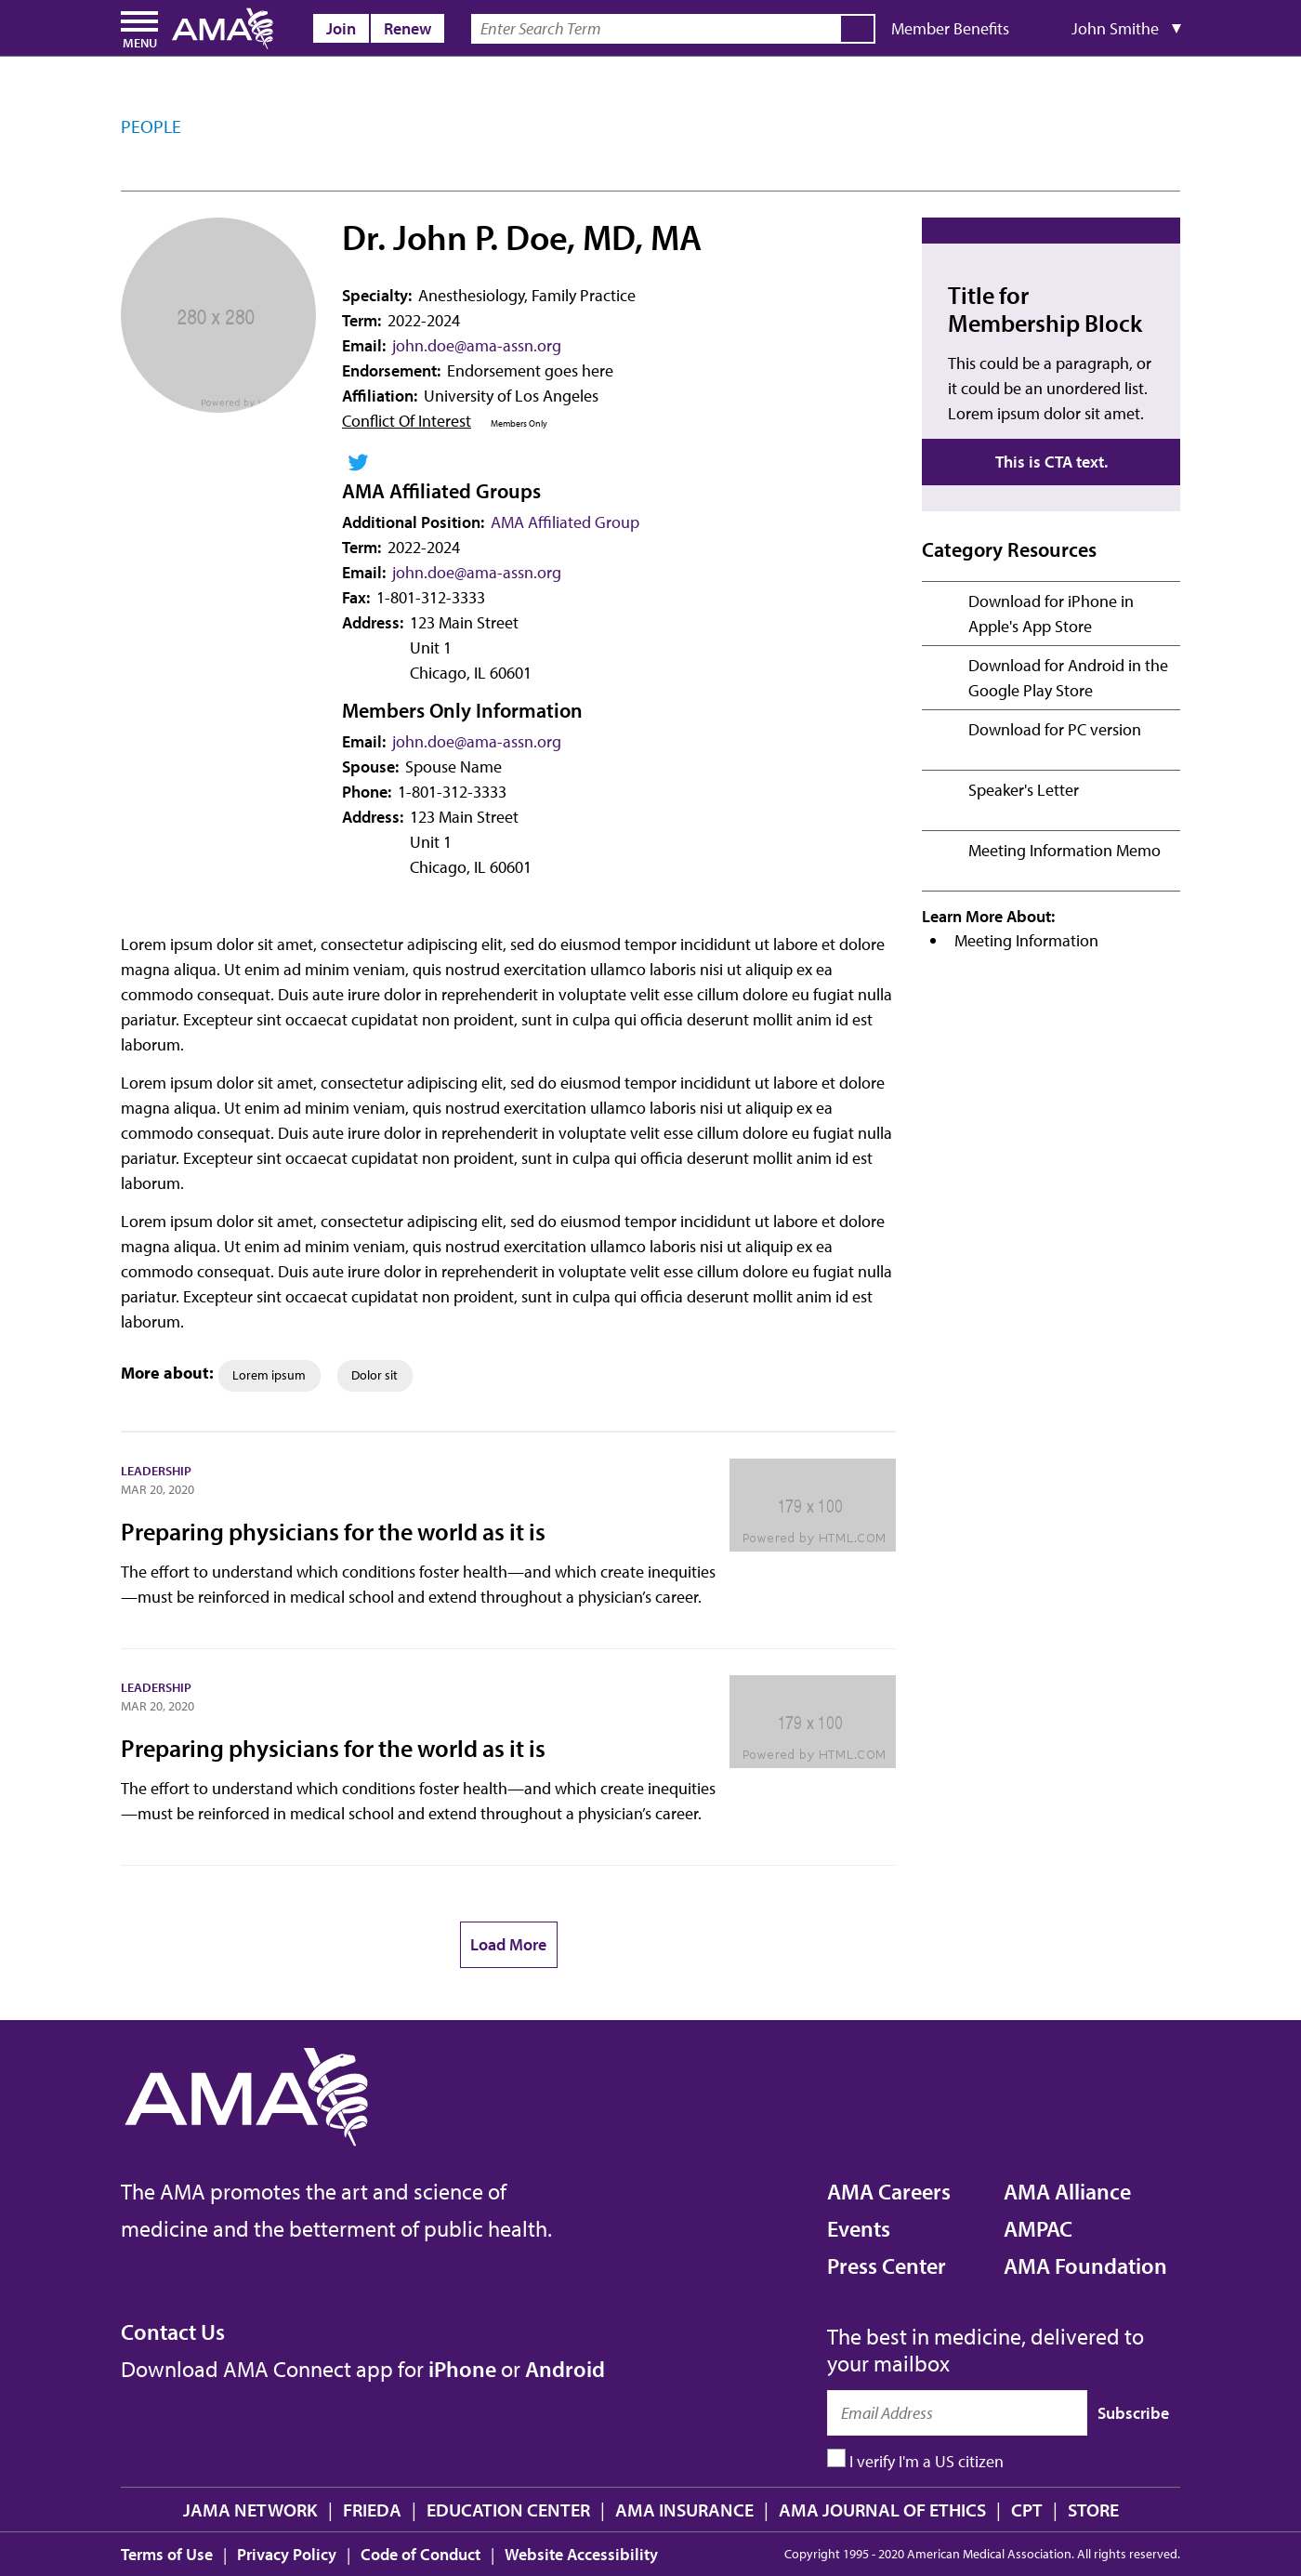 MENU
AMA
Join
Renew
Enter Search Term
Member Benefits
John Smithe ▼
PEOPLE
280 x 280
Powered by
Dr. John P. Doe, MD, MA
Specialty: Anesthesiology, Family Practice
Term: 2022-2024
Email: john.doe@ama-assn.org
Endorsement: Endorsement goes here
Affiliation: University of Los Angeles
Conflict Of Interest Members Only
AMA Affiliated Groups
Additional Position: AMA Affiliated Group
Term: 2022-2024
Email: john.doe@ama-assn.org
Fax: 1-801-312-3333
Address: 123 Main Street
Unit 1
Chicago, IL 60601
Members Only Information
Email: john.doe@ama-assn.org
Spouse: Spouse Name
Phone: 1-801-312-3333
Address: 123 Main Street
Unit 1
Chicago, IL 60601
Title for
Membership Block
This could be a paragraph, or
it could be an unordered list.
Lorem ipsum dolor sit amet.
This is CTA text.
Category Resources
Download for iPhone in
Apple's App Store
Download for Android in the
Google Play Store
Download for PC version
Speaker's Letter
Meeting Information Memo
Learn More About:
• Meeting Information
Lorem ipsum dolor sit amet, consectetur adipiscing elit, sed do eiusmod tempor incididunt ut labore et dolore
magna aliqua. Ut enim ad minim veniam, quis nostrud exercitation ullamco laboris nisi ut aliquip ex ea
commodo consequat. Duis aute irure dolor in reprehenderit in voluptate velit esse cillum dolore eu fugiat nulla
pariatur. Excepteur sint occaecat cupidatat non proident, sunt in culpa qui officia deserunt mollit anim id est
laborum.
Lorem ipsum dolor sit amet, consectetur adipiscing elit, sed do eiusmod tempor incididunt ut labore et dolore
magna aliqua. Ut enim ad minim veniam, quis nostrud exercitation ullamco laboris nisi ut aliquip ex ea
commodo consequat. Duis aute irure dolor in reprehenderit in voluptate velit esse cillum dolore eu fugiat nulla
pariatur. Excepteur sint occaecat cupidatat non proident, sunt in culpa qui officia deserunt mollit anim id est
laborum.
Lorem ipsum dolor sit amet, consectetur adipiscing elit, sed do eiusmod tempor incididunt ut labore et dolore
magna aliqua. Ut enim ad minim veniam, quis nostrud exercitation ullamco laboris nisi ut aliquip ex ea
commodo consequat. Duis aute irure dolor in reprehenderit in voluptate velit esse cillum dolore eu fugiat nulla
pariatur. Excepteur sint occaecat cupidatat non proident, sunt in culpa qui officia deserunt mollit anim id est
laborum.
More about: Lorem ipsum Dolor sit
LEADERSHIP
MAR 20, 2020
Preparing physicians for the world as it is
The effort to understand which conditions foster health—and which create inequities
—must be reinforced in medical school and extend throughout a physician’s career.
179 x 100
Powered by HTML.COM
LEADERSHIP
MAR 20, 2020
Preparing physicians for the world as it is
The effort to understand which conditions foster health—and which create inequities
—must be reinforced in medical school and extend throughout a physician’s career.
179 x 100
Powered by HTML.COM
Load More
AMA
The AMA promotes the art and science of
medicine and the betterment of public health.
AMA Careers
Events
Press Center
AMA Alliance
AMPAC
AMA Foundation
Contact Us
Download AMA Connect app for iPhone or Android
The best in medicine, delivered to
your mailbox
Email Address
Subscribe
I verify I'm a US citizen
JAMA NETWORK | FRIEDA | EDUCATION CENTER | AMA INSURANCE | AMA JOURNAL OF ETHICS | CPT | STORE
Terms of Use | Privacy Policy | Code of Conduct | Website Accessibility
Copyright 1995 - 2020 American Medical Association. All rights reserved.